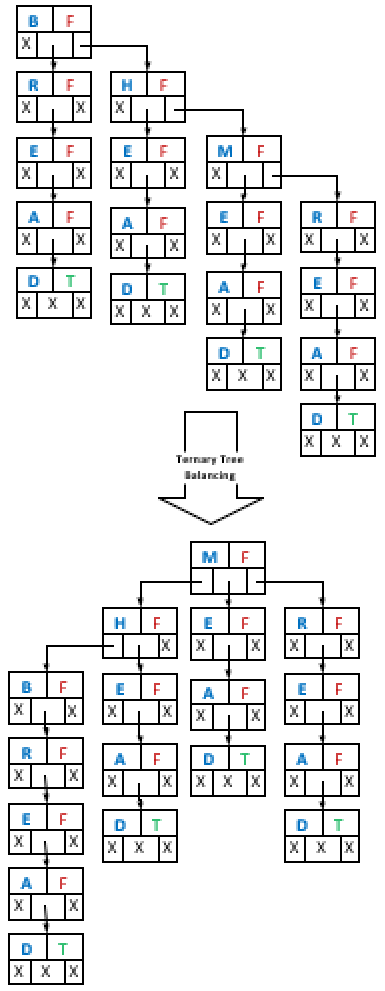 B F
X
R F H F
X X X
E F E F M F
X X X X X
A F A F E F R F
X X X X X X X X
D T D T A F E F
X X X X X X X X X X
D T A F
X X X X X
D T
X X X
Ternary Tree
Balancing
M F
H F E F R F
X X X X X
B F E F A F E F
X X X X X X X X
R F A F D T A F
X X X X X X X X X
E F D T D T
X X X X X X X X
A F
X X
D T
X X X